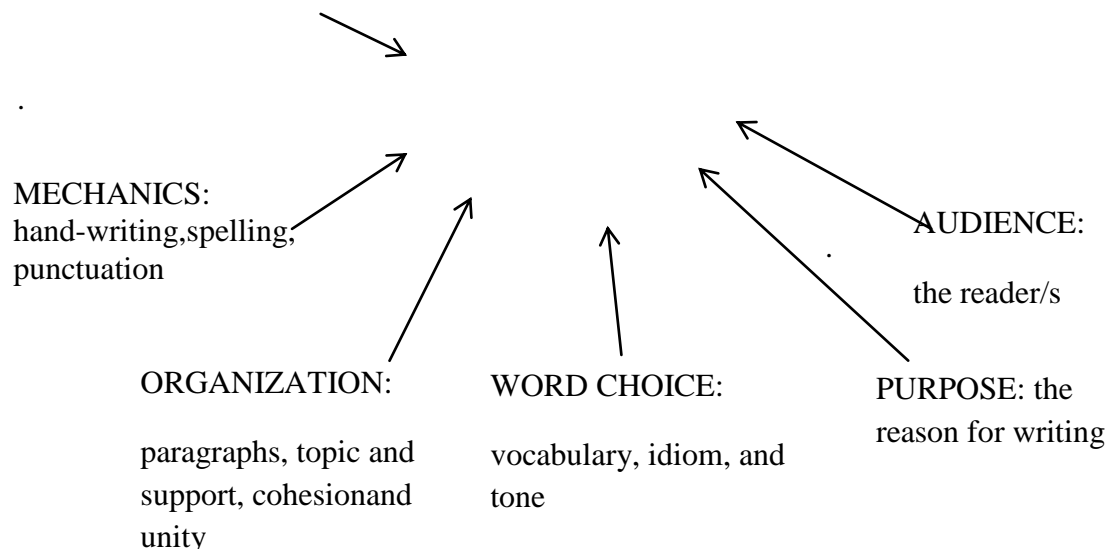 .
MECHANICS:
hand-writing,spelling,
punctuation
AUDIENCE:
.
the reader/s
ORGANIZATION:
paragraphs, topic and
support, cohesionand
unity
WORD CHOICE:
vocabulary, idiom, and
tone
PURPOSE: the
reason for writing